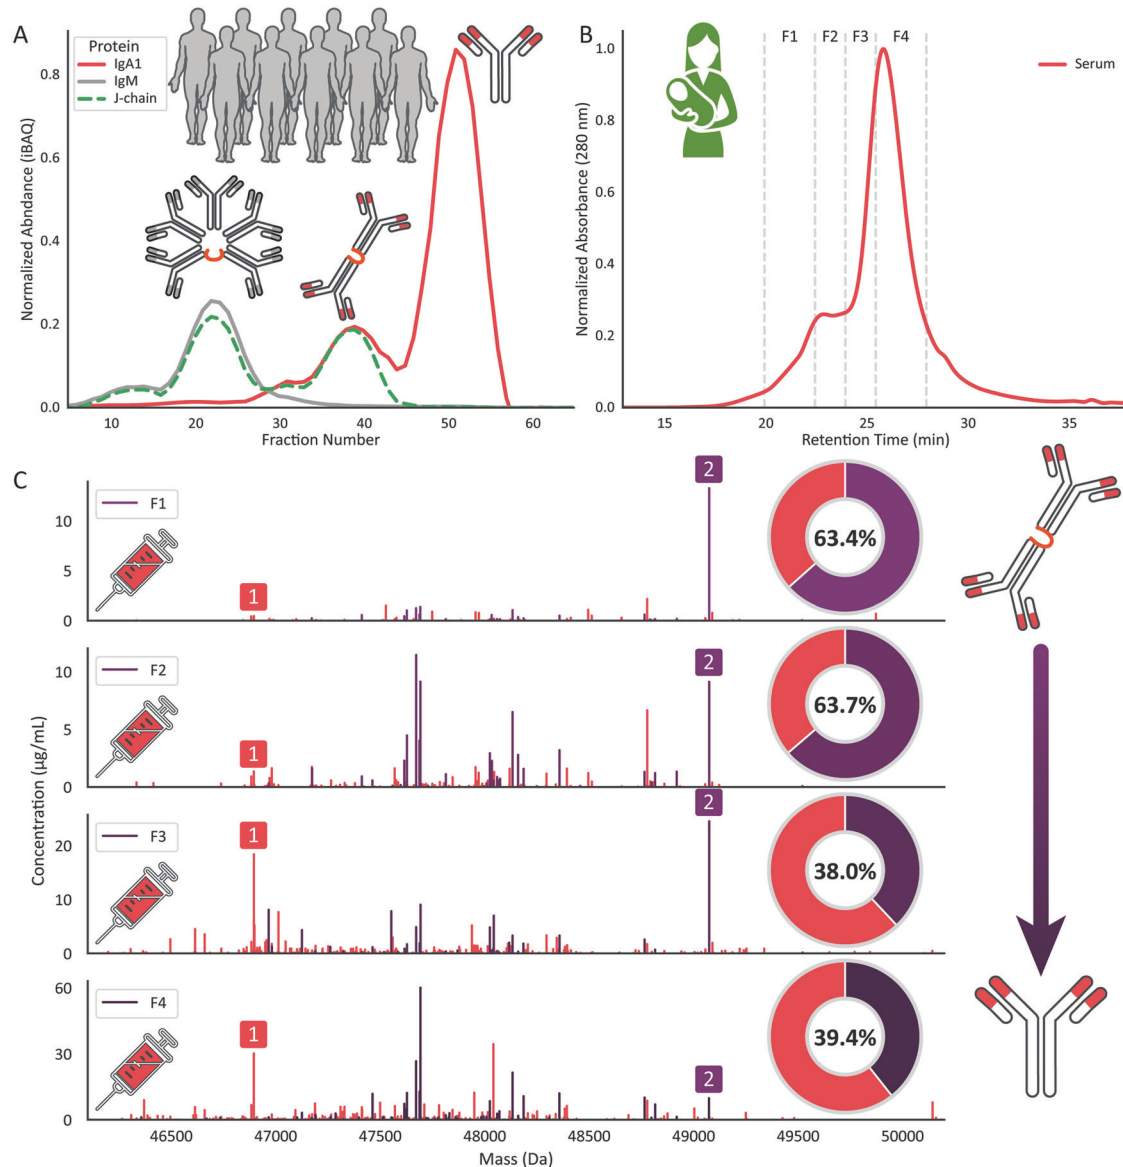 A
Protein
IgA1
IgM
J-chain
Normalized Abndance (iBAQ)
0.8
0.6
0.4
0.2
0.0
10 20 30 40 50 60
Fraction Number
B
F1 F2 F3 F4
Serum
Normalized Absorbance (280 nm)
1.0
0.8
0.6
0.4
0.2
0.0
15 20 25 30 35
Retention Time (min)
C
Concentration (µg/mL)
F1
10
5
0
1
2
63.4%
F2
10
5
0
1
2
63.7%
F3
20
10
0
1
2
38.0%
F4
60
30
0
1
2
39.4%
46500 47000 47500 48000 48500 49000 49500 50000
Mass (Da)